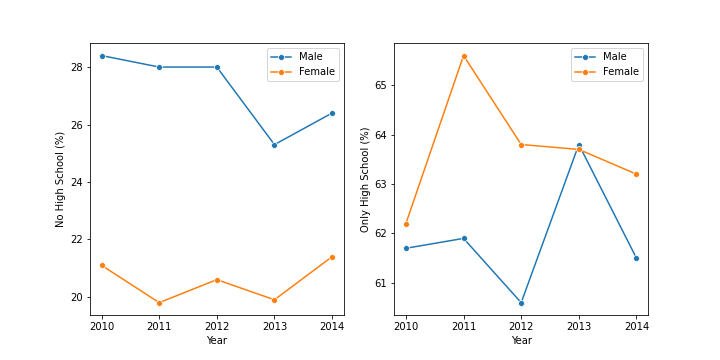 No High School (%)
28
26
24
22
20
Male
Female
2010 2011 2012 2013 2014
Year
Only High School (%)
65
64
63
62
61
Male
Female
2010 2011 2012 2013 2014
Year